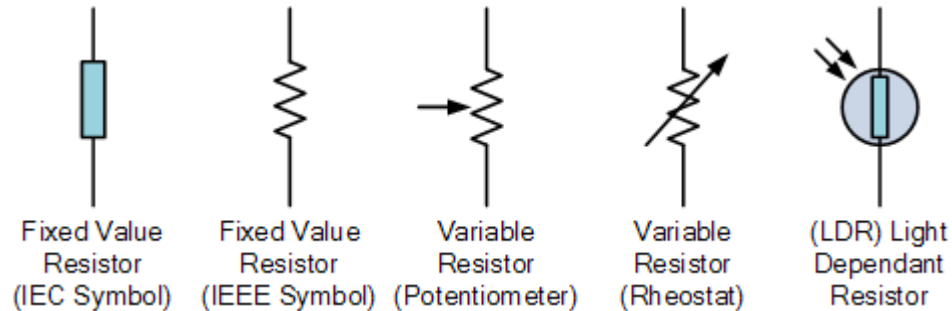 Fixed Value
Resistor
(IEC Symbol)
Fixed Value
Resistor
(IEEE Symbol)
Variable
Resistor
(Potentiometer)
Variable
Resistor
(Rheostat)
(LDR) Light
Dependant
Resistor